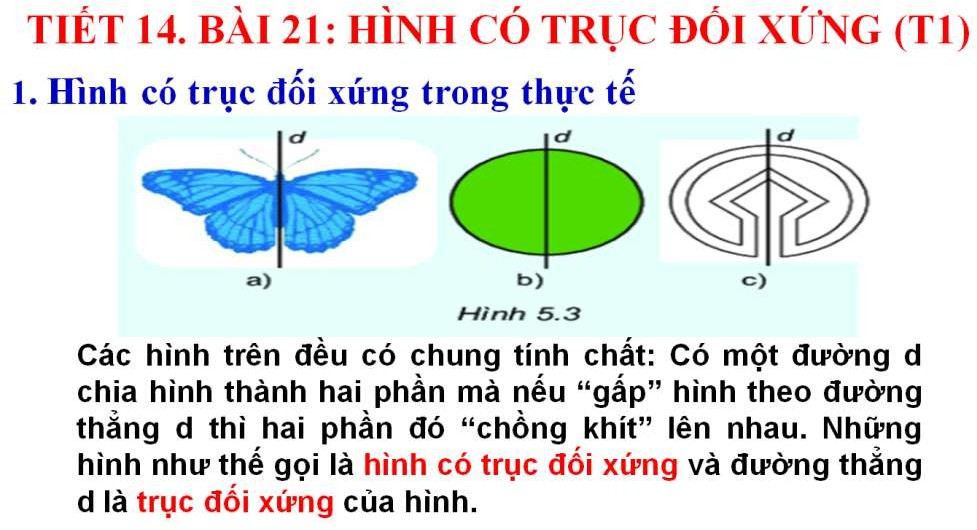 TIẾT 14. BÀI 21: HÌNH CÓ TRỤC ĐỐI XỨNG (T1)
1. Hình có trục đối xứng trong thực tế
d d d
a) b) c)
Hình 5.3
Các hình trên đều có chung tính chất: Có một đường d
chia hình thành hai phần mà nếu “gấp” hình theo đường
thẳng d thì hai phần đó “chồng khít” lên nhau. Những
hình như thế gọi là hình có trục đối xứng và đường thẳng
d là trục đối xứng của hình.